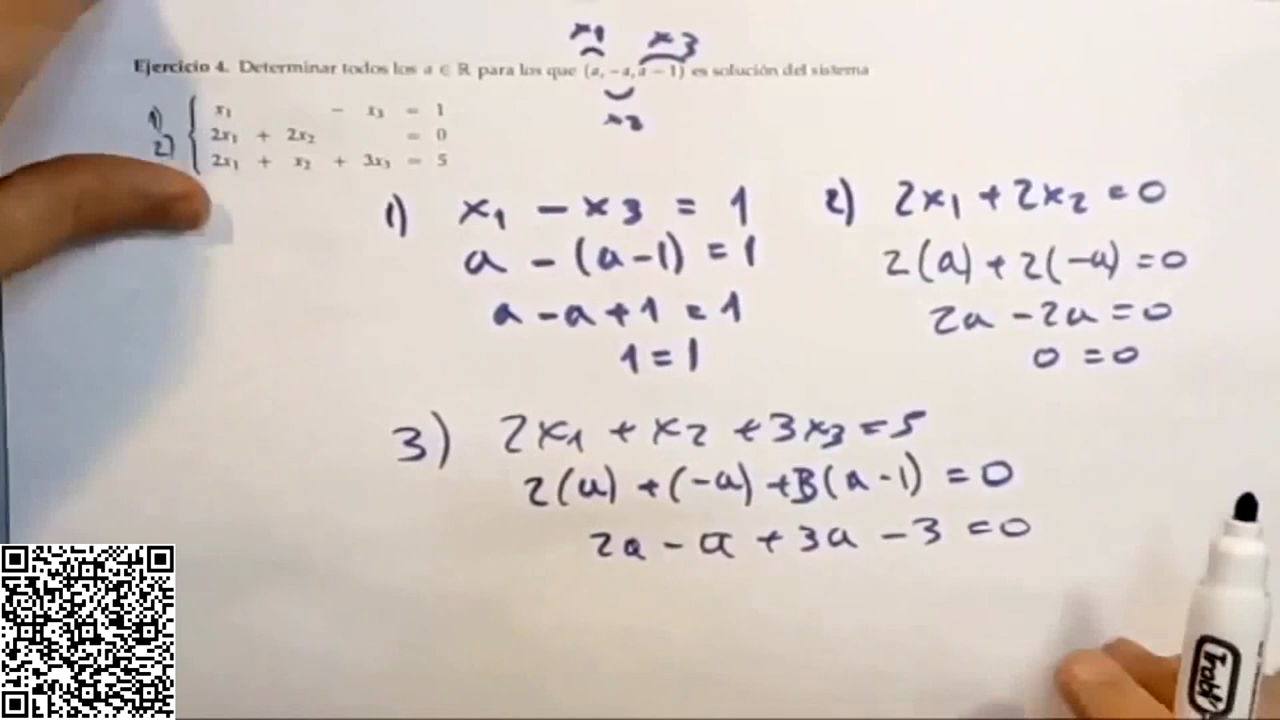 x1 x3
Ejercicio 4. Determinar todos los a ∈ ℝ para los que (a, −a, a − 1) es solución del sistema
x2
1) x₁ − x₃ = 1
2) 2x₁ + 2x₂ = 0
2x₁ + x₂ + 3x₃ = 5
1) x₁ − x₃ = 1
a − (a−1) = 1
a − a + 1 = 1
1 = 1
2) 2x₁ + 2x₂ = 0
2(a) + 2(−a) = 0
2a − 2a = 0
0 = 0
3) 2x₁ + x₂ + 3x₃ = 5
2(a) + (−a) + 3(a−1) = 0
2a − a + 3a − 3 = 0